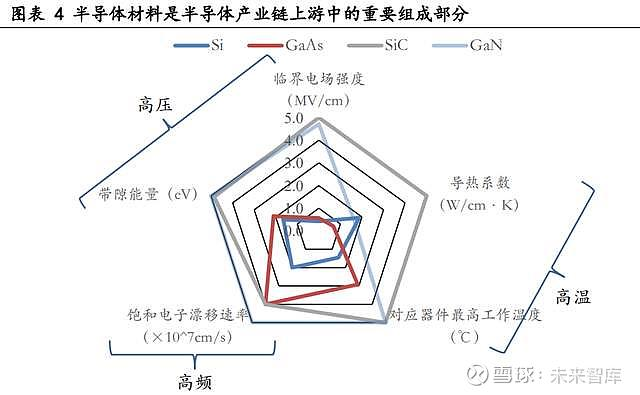 图表 4 半导体材料是半导体产业链上游中的重要组成部分
Si GaAs SiC GaN
临界电场强度
（MV/cm）
高压
5.0
4.0
3.0
2.0
1.0
0.0
带隙能量（eV）
导热系数
（W/cm·K）
高温
饱和电子漂移速率
（×10^7cm/s）
对应器件最高工作温度
（℃）
高频
雪球：未来智库